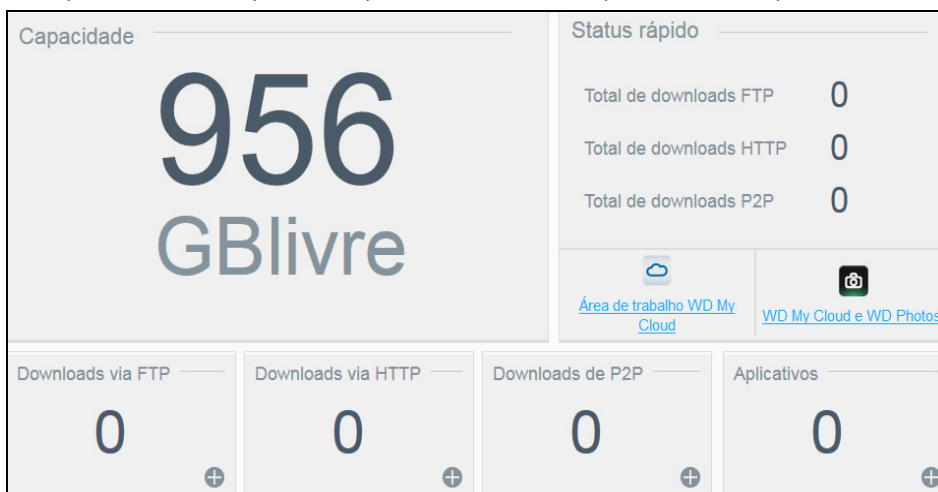 Capacidade
956
GBlivre
Status rápido
Total de downloads FTP 0
Total de downloads HTTP 0
Total de downloads P2P 0
Área de trabalho WD My
Cloud
WD My Cloud e WD Photos
Downloads via FTP
0
Downloads via HTTP
0
Downloads de P2P
0
Aplicativos
0